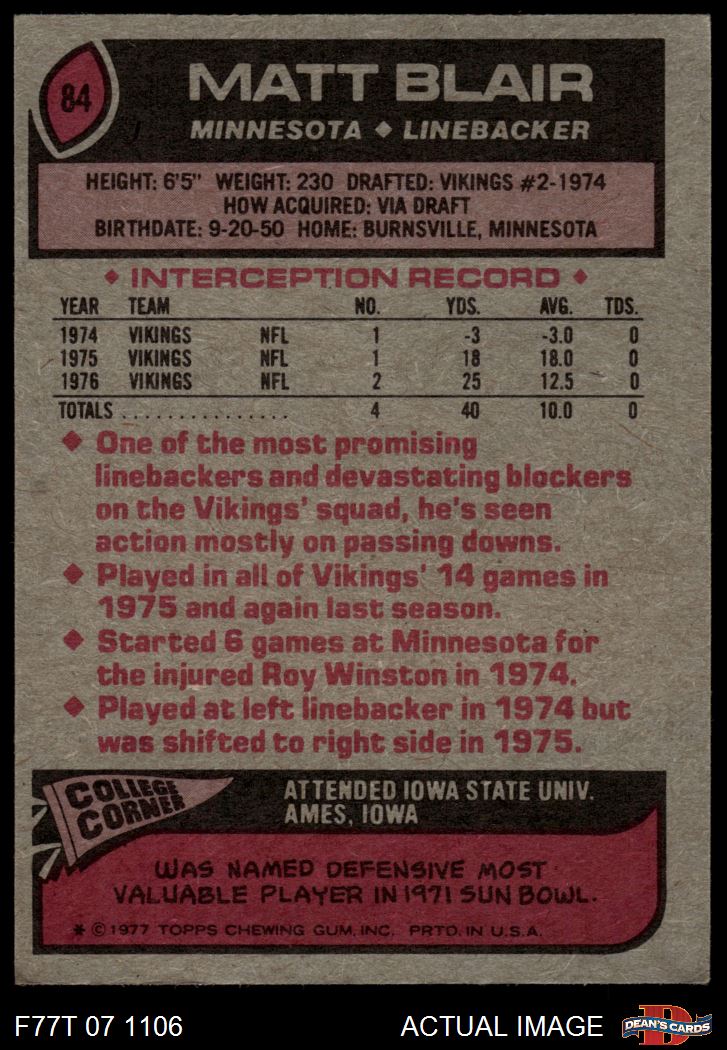 84
MATT BLAIR
MINNESOTA ♦ LINEBACKER
HEIGHT: 6'5" WEIGHT: 230 DRAFTED: VIKINGS #2-1974
HOW ACQUIRED: VIA DRAFT
BIRTHDATE: 9-20-50 HOME: BURNSVILLE, MINNESOTA
♦ INTERCEPTION RECORD ♦
YEAR TEAM NO. YDS. AVG. TDS.
1974 VIKINGS NFL 1 -3 -3.0 0
1975 VIKINGS NFL 1 18 18.0 0
1976 VIKINGS NFL 2 25 12.5 0
TOTALS ............... 4 40 10.0 0
♦ One of the most promising
linebackers and devastating blockers
on the Vikings' squad, he's seen
action mostly on passing downs.
♦ Played in all of Vikings' 14 games in
1975 and again last season.
♦ Started 6 games at Minnesota for
the injured Roy Winston in 1974.
♦ Played at left linebacker in 1974 but
was shifted to right side in 1975.
COLLEGE
CORNER
ATTENDED IOWA STATE UNIV.
AMES, IOWA
WAS NAMED DEFENSIVE MOST
VALUABLE PLAYER IN 1971 SUN BOWL.
* © 1977 TOPPS CHEWING GUM, INC. PRTD. IN U.S.A.
F77T 07 1106 ACTUAL IMAGE
D
DEAN'S CARDS